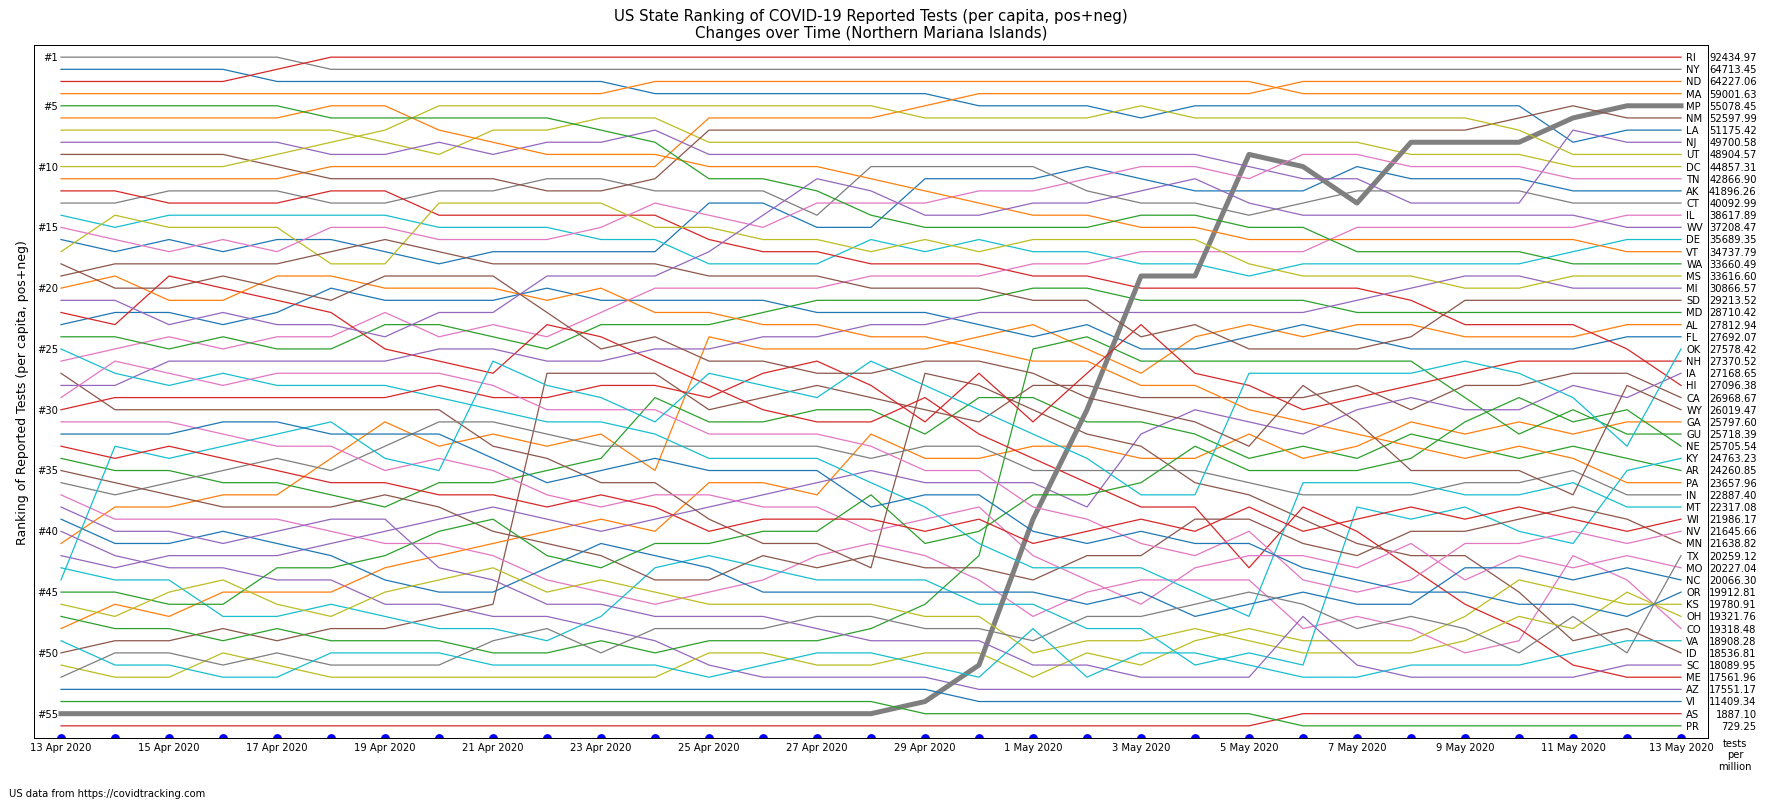 US State Ranking of COVID-19 Reported Tests (per capita, pos+neg)
Changes over Time (Northern Mariana Islands)
Ranking of Reported Tests (per capita, pos+neg)
#1
#5
#10
#15
#20
#25
#30
#35
#40
#45
#50
#55
RI 92434.97
NY 64713.45
ND 64227.06
MA 59001.63
MP 55078.45
NM 52597.99
LA 51175.42
NJ 49700.58
UT 48904.57
DC 44857.31
TN 42866.90
AK 41896.26
CT 40092.99
IL 38617.89
WV 37208.47
DE 35689.35
VT 34737.79
WA 33660.49
MS 33616.60
MI 30866.57
SD 29213.52
MD 28710.42
AL 27812.94
FL 27692.07
OK 27578.42
NH 27370.52
IA 27168.65
HI 27096.38
CA 26968.67
WY 26019.47
GA 25797.60
GU 25718.39
NE 25705.54
KY 24763.23
AR 24260.85
PA 23657.96
IN 22887.40
MT 22317.08
WI 21986.17
NV 21645.66
MN 21638.82
TX 20259.12
MO 20227.04
NC 20066.30
OR 19912.81
KS 19780.91
OH 19321.76
CO 19318.48
VA 18908.28
ID 18536.81
SC 18089.95
ME 17561.96
AZ 17551.17
VI 11409.34
AS 1887.10
PR 729.25
13 Apr 2020 15 Apr 2020 17 Apr 2020 19 Apr 2020 21 Apr 2020 23 Apr 2020 25 Apr 2020 27 Apr 2020 29 Apr 2020 1 May 2020 3 May 2020 5 May 2020 7 May 2020 9 May 2020 11 May 2020 13 May 2020
tests
per
million
US data from https://covidtracking.com